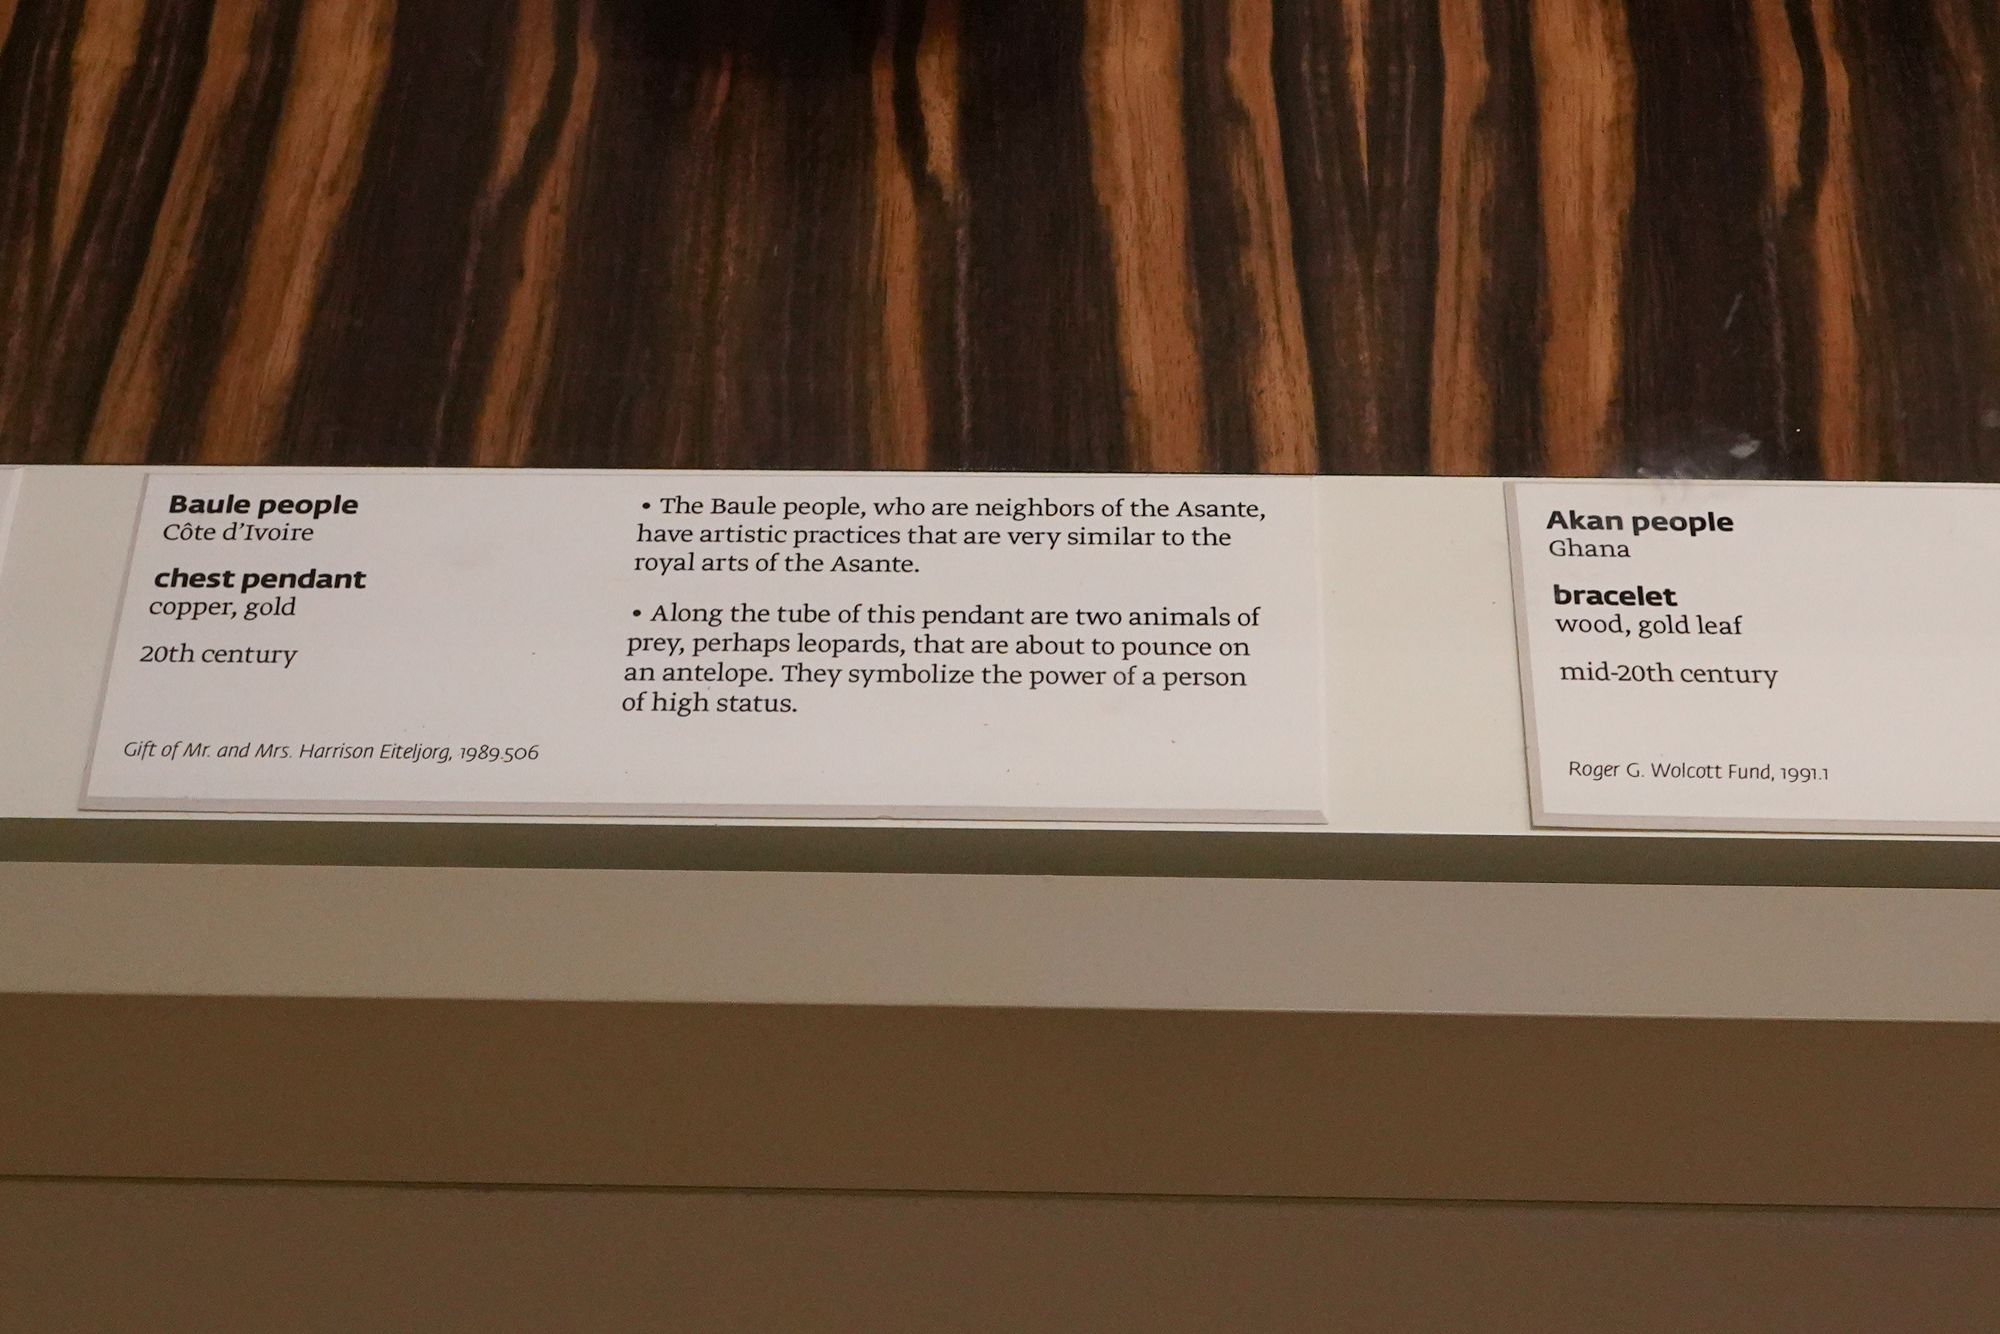 Baule people
Côte d'Ivoire
chest pendant
copper, gold
20th century
Gift of Mr. and Mrs. Harrison Eiteljorg, 1989.506
• The Baule people, who are neighbors of the Asante,
have artistic practices that are very similar to the
royal arts of the Asante.
• Along the tube of this pendant are two animals of
prey, perhaps leopards, that are about to pounce on
an antelope. They symbolize the power of a person
of high status.
Akan people
Ghana
bracelet
wood, gold leaf
mid-20th century
Roger G. Wolcott Fund, 1991.1